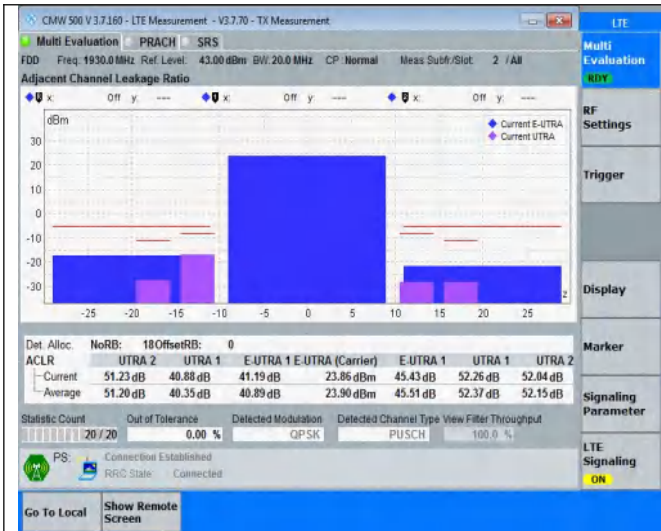 CMW 500 V 3.7.160 - LTE Measurement - V3.7.70 - TX Measurement
LTE
Multi Evaluation PRACH SRS
Multi Evaluation
RDY
FDD Freq: 1930.0 MHz Ref. Level: 43.00 dBm BW: 20.0 MHz CP: Normal Meas Subfr./Slot: 2 / All
Adjacent Channel Leakage Ratio
x: Off y: --- x: Off y: --- x: Off y: ---
dBm
Current E-UTRA
Current UTRA
30
20
10
0
-10
-20
-30
-25 -20 -15 -10 -5 0 5 10 15 20 25
RF Settings
Trigger
Display
Marker
Signaling Parameter
LTE Signaling
ON
Det. Alloc. NoRB: 18 OffsetRB: 0
ACLR UTRA 2 UTRA 1 E-UTRA 1 E-UTRA (Carrier) E-UTRA 1 UTRA 1 UTRA 2
Current 51.23 dB 40.88 dB 41.19 dB 23.86 dBm 45.43 dB 52.26 dB 52.04 dB
Average 51.20 dB 40.35 dB 40.89 dB 23.90 dBm 45.51 dB 52.37 dB 52.15 dB
Statistic Count Out of Tolerance Detected Modulation Detected Channel Type View Filter Throughput
20 / 20 0.00 % QPSK PUSCH 100.0 %
PS: Connection Established
RRC State: Connected
Go To Local
Show Remote Screen